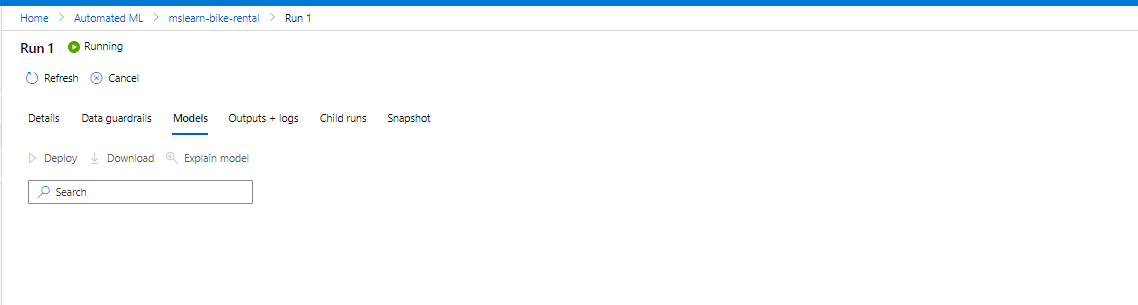 Home > Automated ML > mslearn-bike-rental > Run 1
Run 1 Running
Refresh Cancel
Details Data guardrails Models Outputs + logs Child runs Snapshot
Deploy Download Explain model
Search